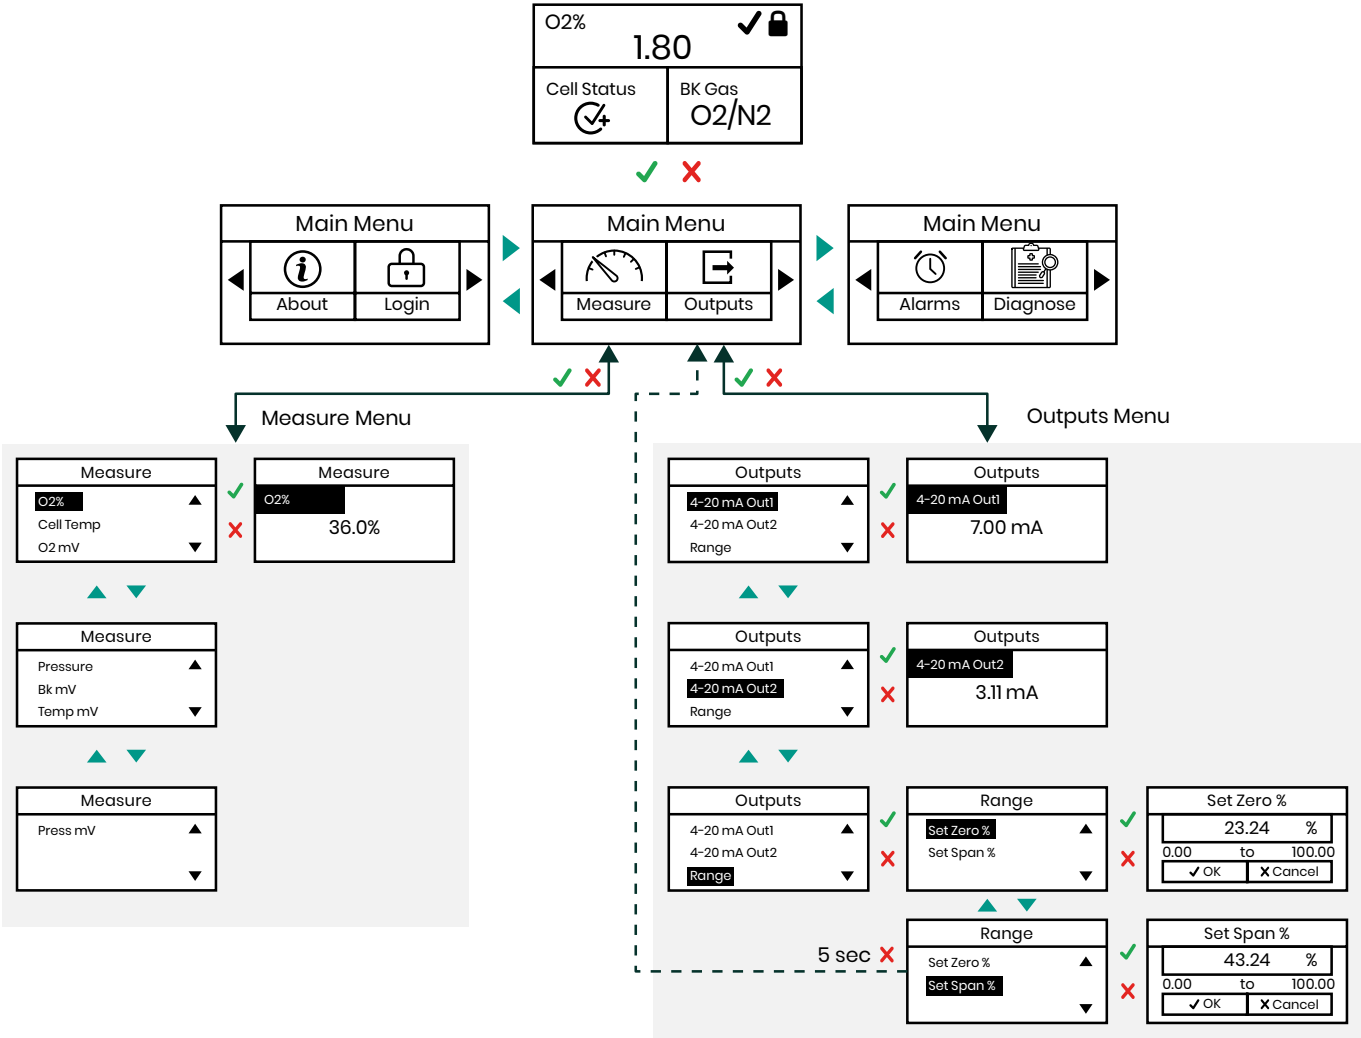 O2%
1.80
Cell Status
BK Gas
O2/N2
Main Menu
About
Login
Main Menu
Measure
Outputs
Main Menu
Alarms
Diagnose
Measure Menu
Measure
O2%
Cell Temp
O2 mV
Measure
O2%
36.0%
Measure
Pressure
Bk mV
Temp mV
Measure
Press mV
Outputs Menu
Outputs
4-20 mA Out1
4-20 mA Out2
Range
Outputs
4-20 mA Out1
7.00 mA
Outputs
4-20 mA Out1
4-20 mA Out2
Range
Outputs
4-20 mA Out2
3.11 mA
Outputs
4-20 mA Out1
4-20 mA Out2
Range
Range
Set Zero %
Set Span %
Set Zero %
23.24 %
0.00 to 100.00
OK
Cancel
5 sec
Range
Set Zero %
Set Span %
Set Span %
43.24 %
0.00 to 100.00
OK
Cancel